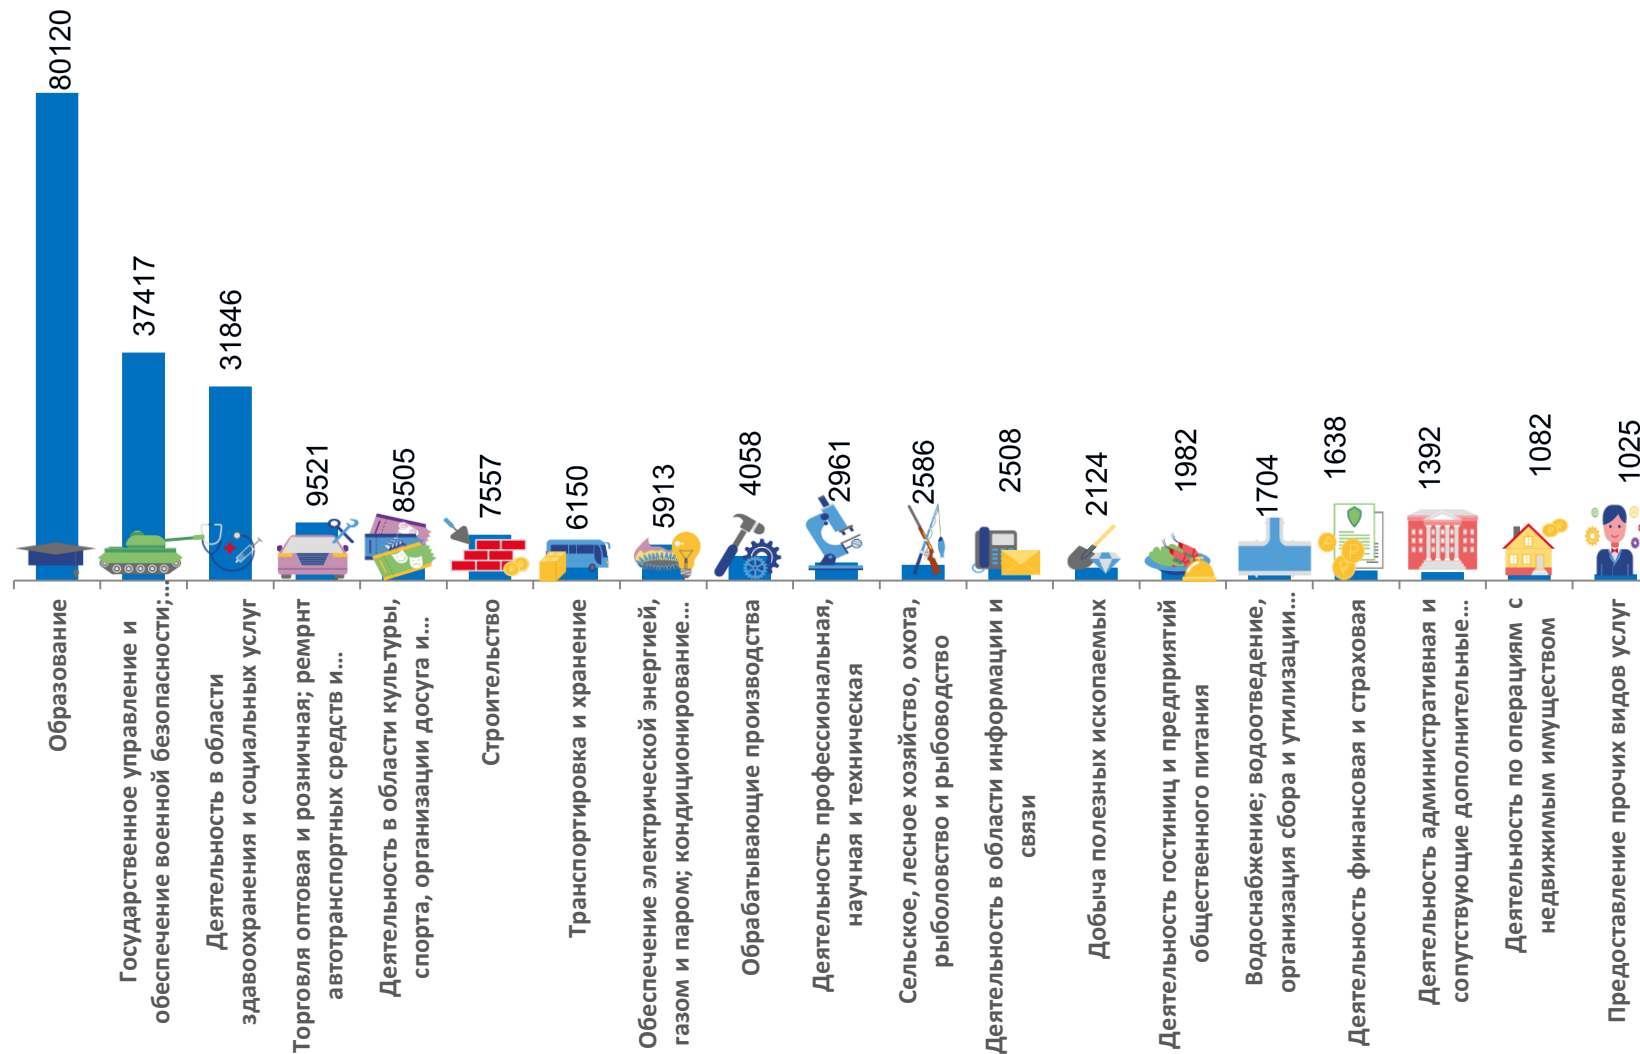 80120
37417
31846
9521
8505
7557
6150
5913
4058
2961
2586
2508
2124
1982
1704
1638
1392
1082
1025
Образование
Государственное управление и
обеспечение военной безопасности;...
Деятельность в области
здавоохранения и социальных услуг
Торговля оптовая и розничная; ремрнт
автотранспортных средств и...
Деятельность в области культуры,
спорта, организации досуга и...
Строительство
Транспортировка и хранение
Обеспечение электрической энергией,
газом и паром; кондиционирование...
Обрабатывающие производства
Деятельность профессиональная,
научная и техническая
Сельское, лесное хозяйство, охота,
рыболовство и рыбоводство
Деятельность в области информации и
связи
Добыча полезных ископаемых
Деятельность гостиниц и предприятий
общественного питания
Водоснабжение; водоотведение,
организация сбора и утилизации...
Деятельность финансовая и страховая
Деятельность административная и
сопутствующие дополнительные...
Деятельность по операциям с
недвижимым имуществом
Предоставление прочих видов услуг